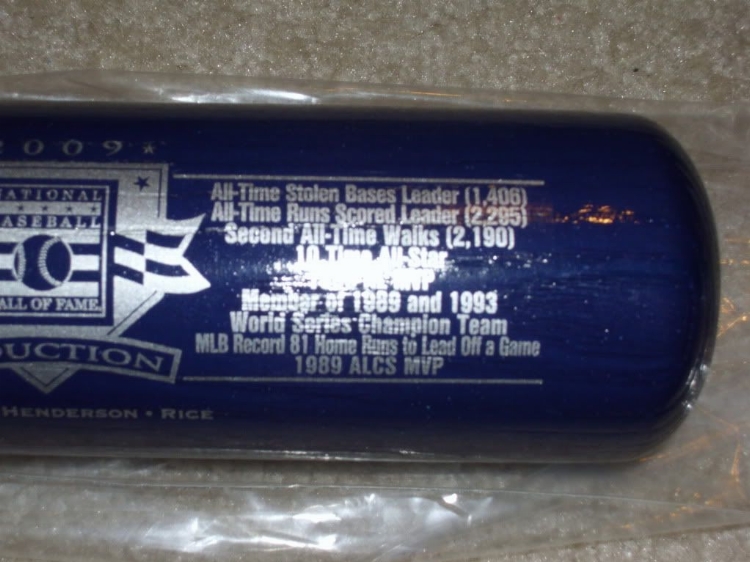 2009
NATIONAL
BASEBALL
HALL OF FAME
DUCTION
HENDERSON • RICE
All-Time Stolen Bases Leader (1,406)
All-Time Runs Scored Leader (2,295)
Second All-Time Walks (2,190)
10 Time All-Star
MVP
Member of 1989 and 1993
World Series Champion Team
MLB Record 81 Home Runs to Lead Off a Game
1989 ALCS MVP